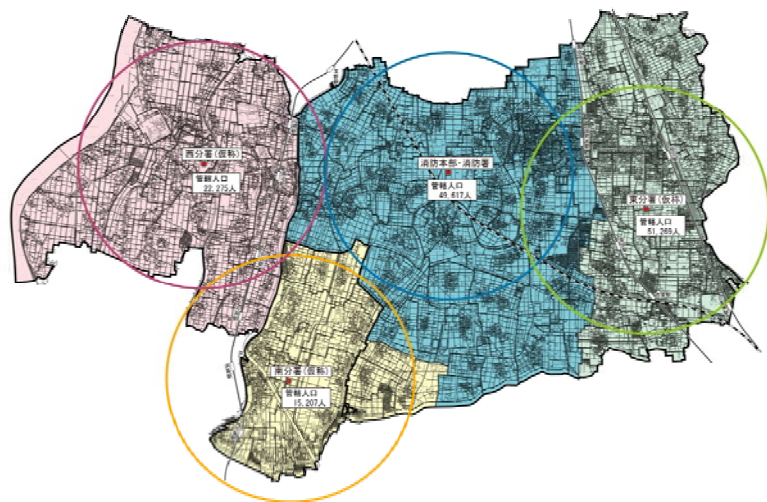 西分署(仮称)
管轄人口
22,275人
消防本部・消防署
管轄人口
49,617人
東分署(仮称)
管轄人口
51,269人
南分署(仮称)
管轄人口
15,207人